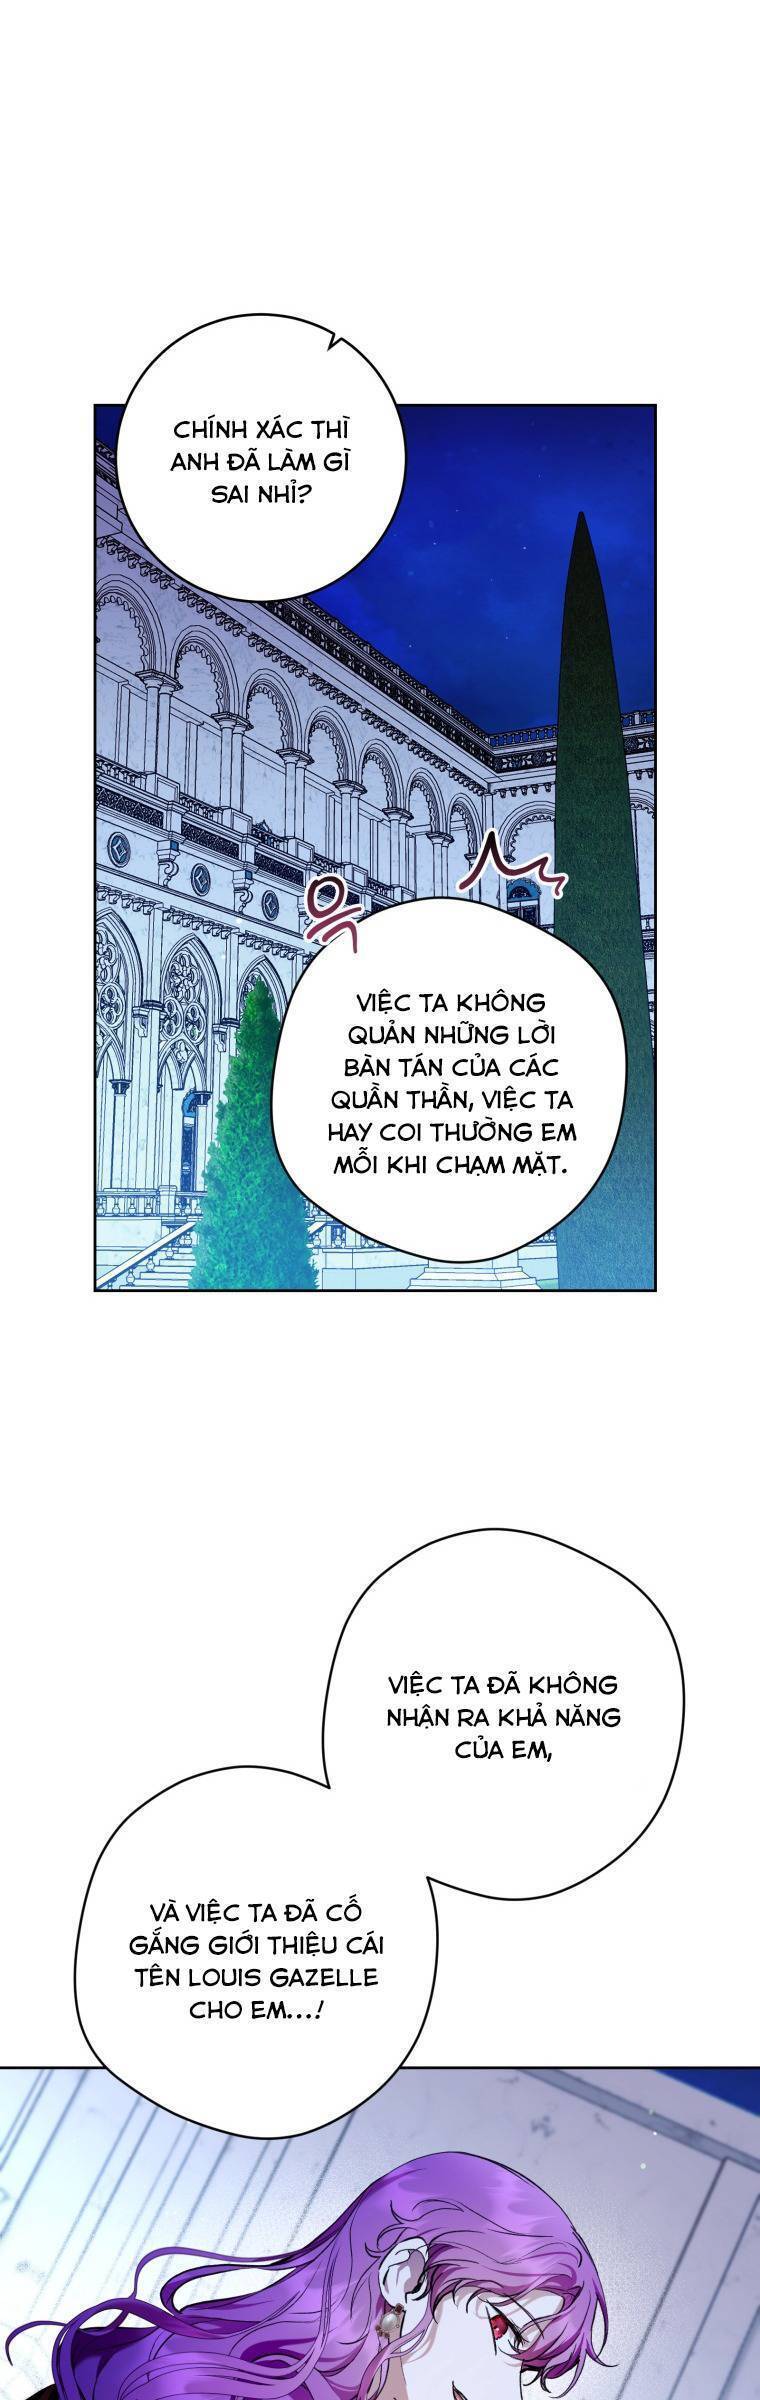 CHÍNH XÁC THÌ
ANH ĐÃ LÀM GÌ
SAI NHỈ?
윽
VIỆC TA KHÔNG
QUẢN NHỮNG LỜI
BÀN TÁN CỦA CÁC
QUẦN THẦN, VIỆC TA
HAY COI THƯỜNG EM
MỖI KHI CHẠM MẶT.
VIỆC TA ĐÃ KHÔNG
NHẬN RA KHẢ NĂNG
CỦA EM,
VÀ VIỆC TA ĐÃ CỐ
GẮNG GIỚI THIỆU CÁI
TÊN LOUIS GAZELLE
CHO EM...!